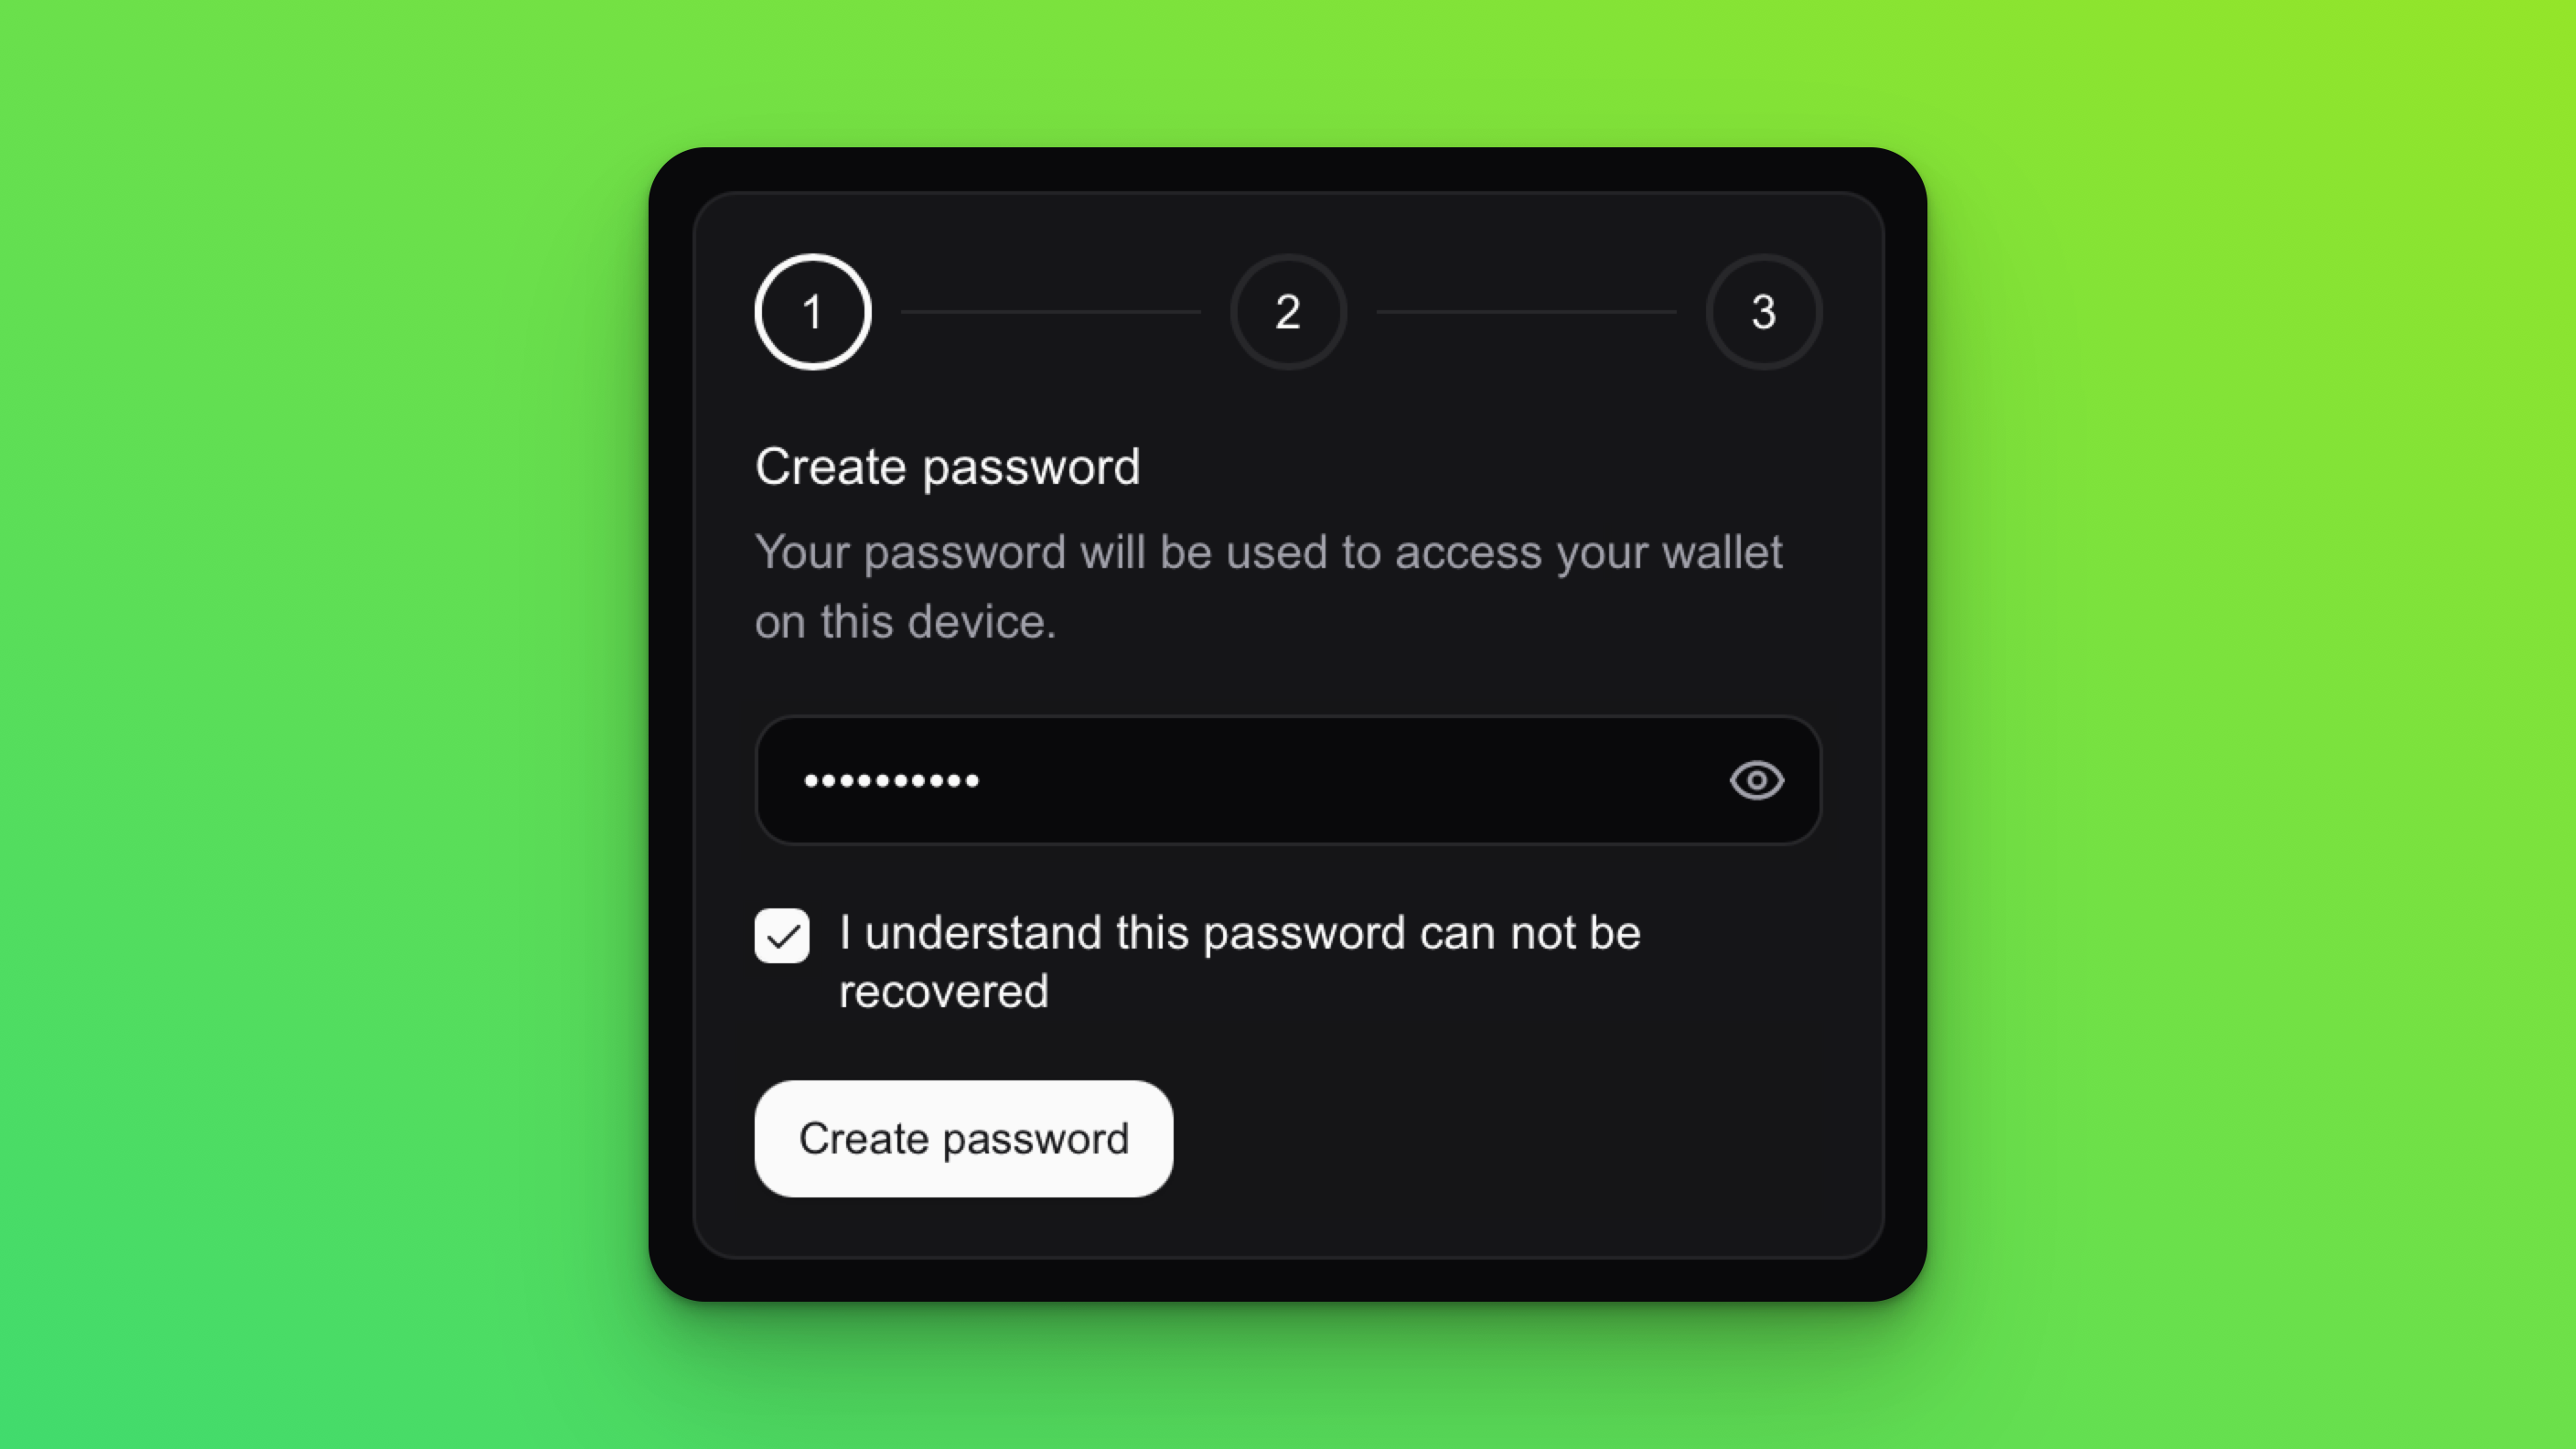 1 2 3
Create password
Your password will be used to access your wallet
on this device.
••••••••••
I understand this password can not be
recovered
Create password